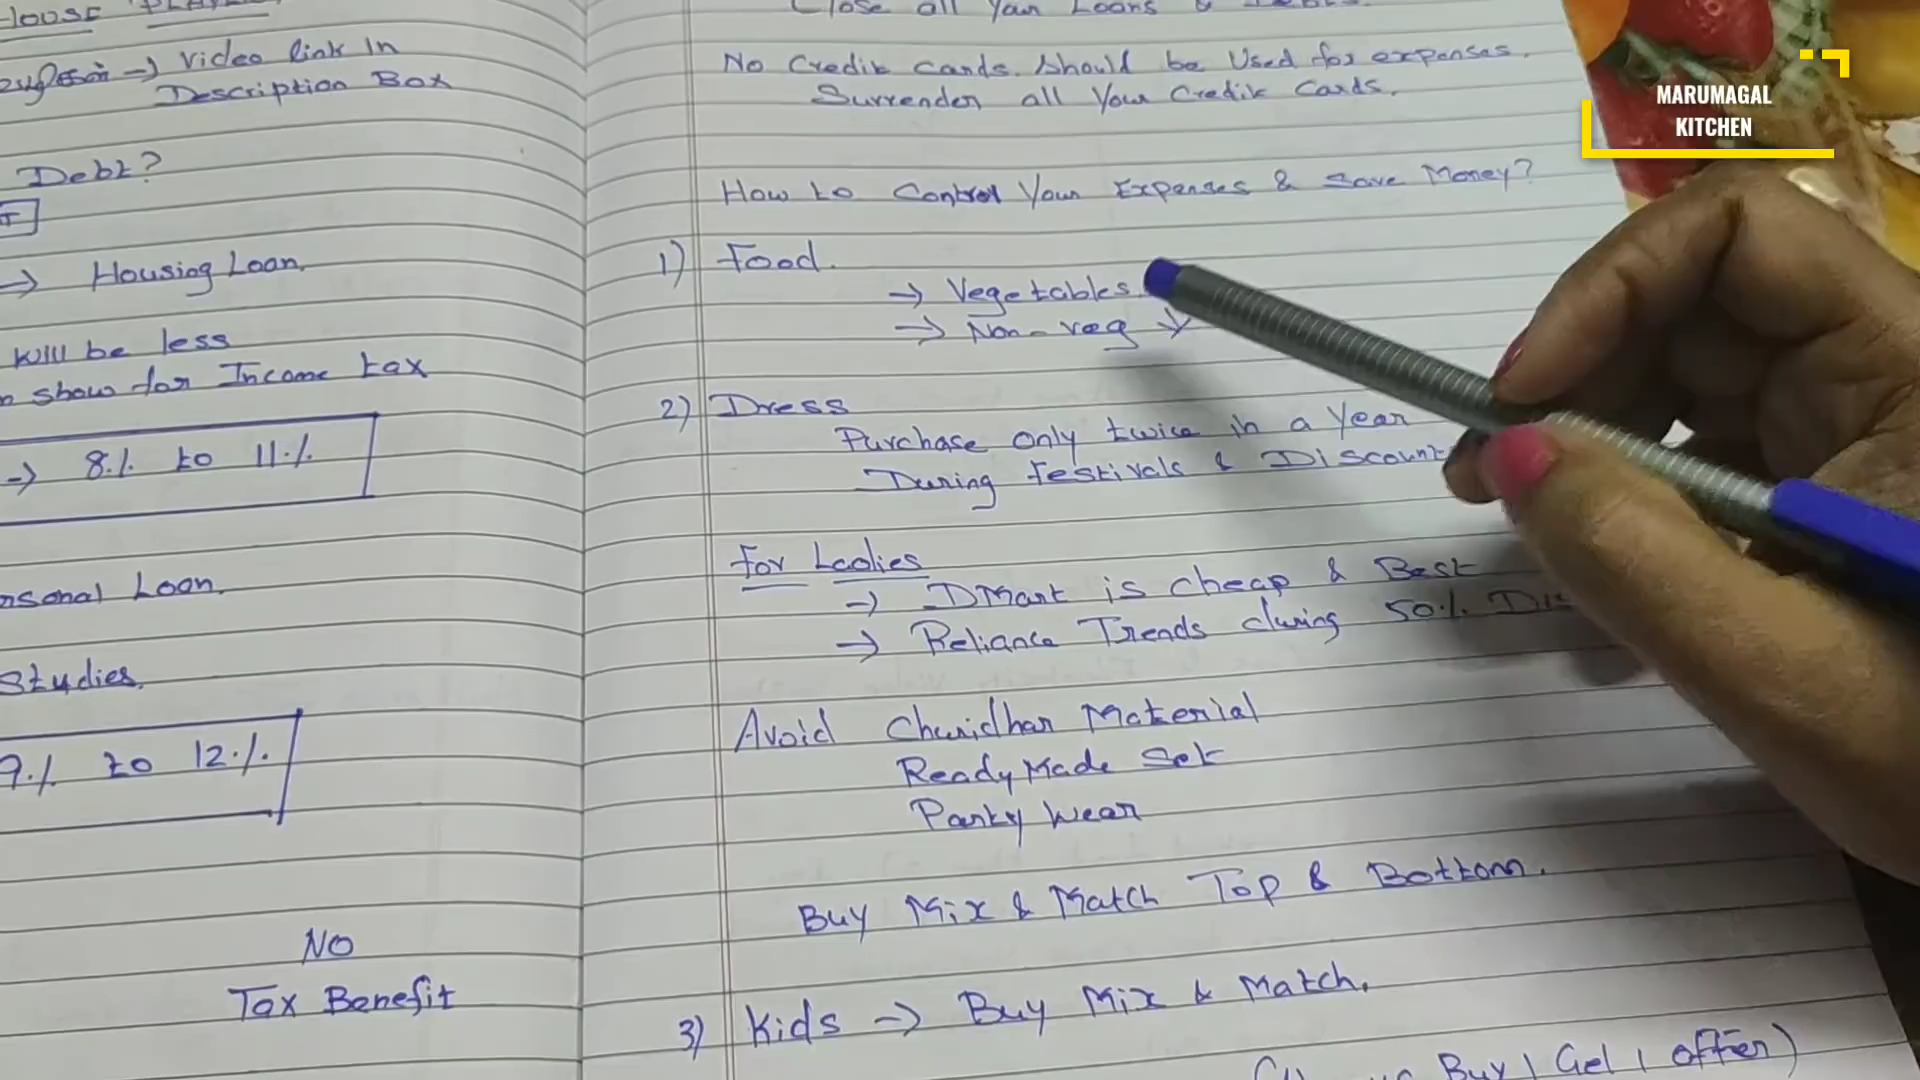 House
Video link In
Description Box
Debt?
→ Housing Loan.
Will be less
show for Income tax
→ 8% to 11%
rsonal Loan.
Studies.
9% to 12%
NO
Tax Benefit
Close all Your Loans &
No Credit Cards should be Used for expenses.
Surrender all Your Credit Cards.
How to Control Your Expenses & Save Money?
1) Food.
→ Vegetables.
→ Non-veg ↓
2) Dress
Purchase only twice in a Year
During Festivals & Discount
For Ladies
→ DMart is cheap & Best
→ Reliance Trends during 50% Dis
Avoid Churidhar Material
ReadyMade Set
Party Wear
Buy Mix & Match Top & Bottom.
3) Kids → Buy Mix & Match.
Buy 1 Get 1 offer)
MARUMAGAL
KITCHEN